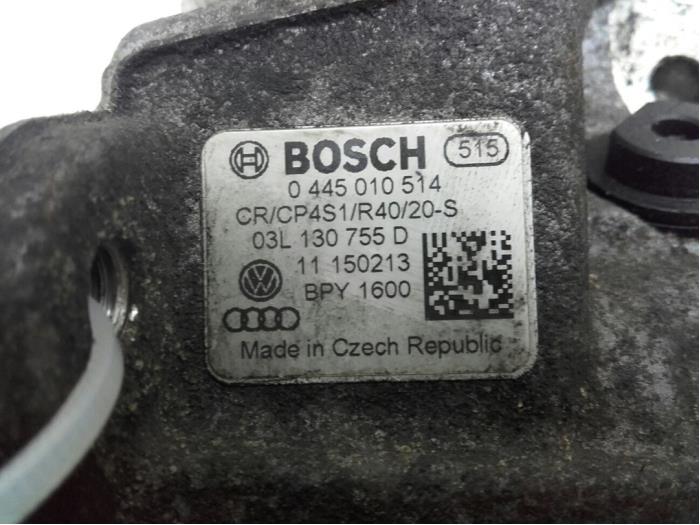 BOSCH 515
0 445 010 514
CR/CP4S1/R40/20-S
03L 130 755 D
11 150213
BPY 1600
Made in Czech Republic